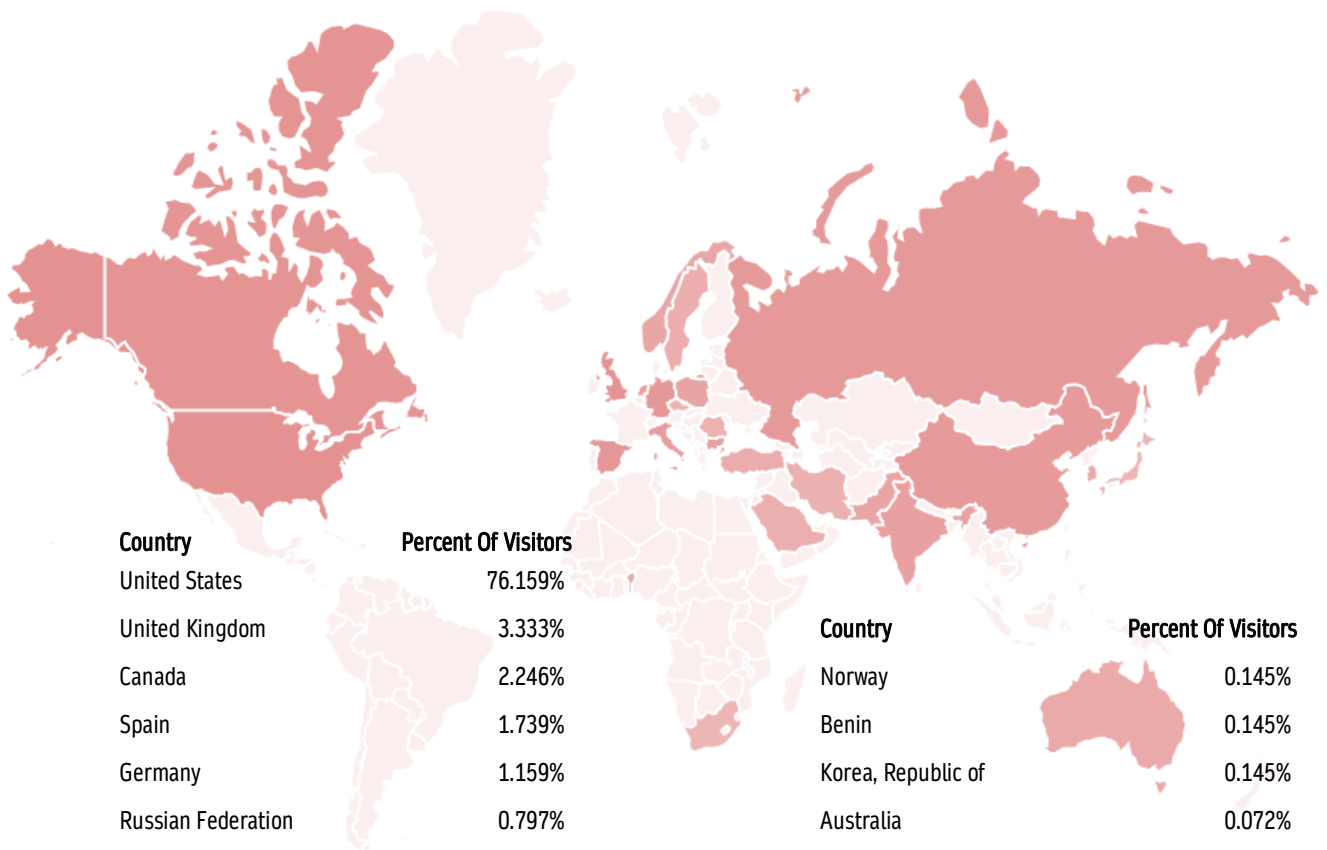 Country Percent Of Visitors
United States 76.159%
United Kingdom 3.333%
Canada 2.246%
Spain 1.739%
Germany 1.159%
Russian Federation 0.797%
Country Percent Of Visitors
Norway 0.145%
Benin 0.145%
Korea, Republic of 0.145%
Australia 0.072%